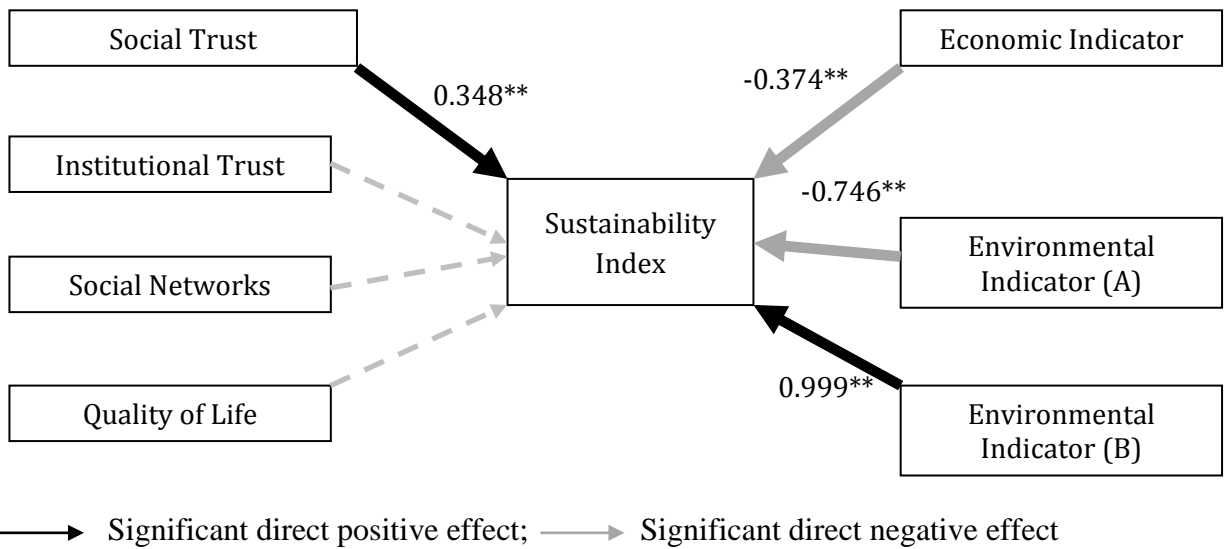 Social Trust
Economic Indicator
0.348**
-0.374**
Institutional Trust
-0.746**
Sustainability
Index
Environmental
Indicator (A)
Social Networks
Quality of Life
0.999**
Environmental
Indicator (B)
Significant direct positive effect; Significant direct negative effect